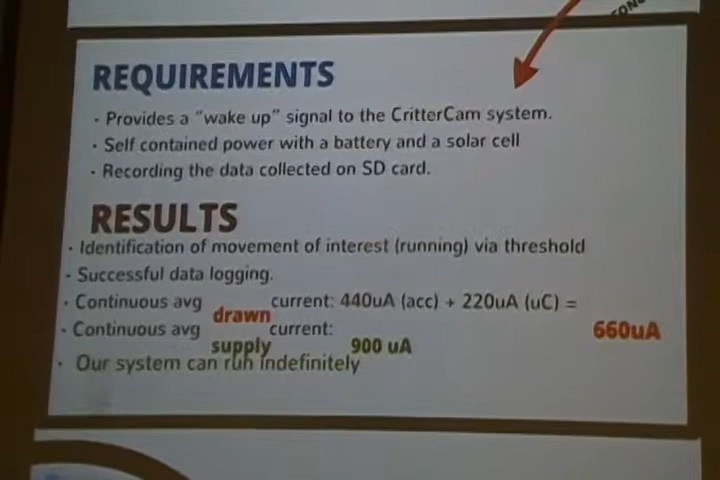 REQUIREMENTS
- Provides a "wake up" signal to the CritterCam system.
- Self contained power with a battery and a solar cell
- Recording the data collected on SD card.
RESULTS
- Identification of movement of interest (running) via threshold
- Successful data logging.
- Continuous avg drawn current: 440uA (acc) + 220uA (uC) = 660uA
- Continuous avg supply current: 900 uA
- Our system can run indefinitely